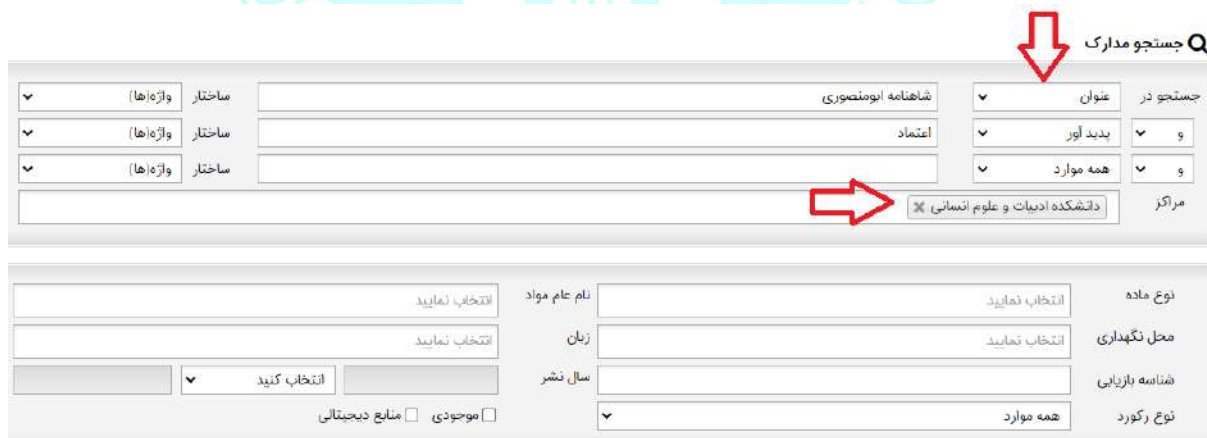 جستجو مدارک
جستجو در عنوان شاهنامه ابومنصوری ساختار واژه(ها)
و پدید آور اعتماد ساختار واژه(ها)
و همه موارد ساختار واژه(ها)
مراکز دانشکده ادبیات و علوم انسانی
نوع ماده انتخاب نمایید نام عام مواد انتخاب نمایید
محل نگهداری انتخاب نمایید زبان انتخاب نمایید
شناسه بازیابی سال نشر انتخاب کنید
نوع رکورد همه موارد موجودی منابع دیجیتالی